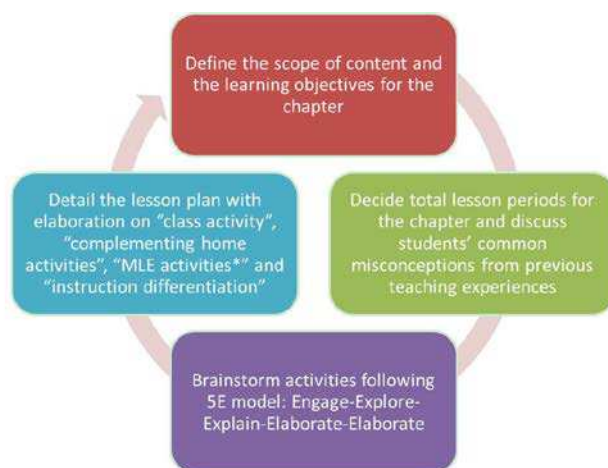 Define the scope of content and
the learning objectives for the
chapter
Decide total lesson periods for
the chapter and discuss
students' common
misconceptions from previous
teaching experiences
Brainstorm activities following
5E model: Engage-Explore-
Explain-Elaborate-Elaborate
Detail the lesson plan with
elaboration on "class activity",
"complementing home
activities", "MLE activities*" and
"instruction differentiation"